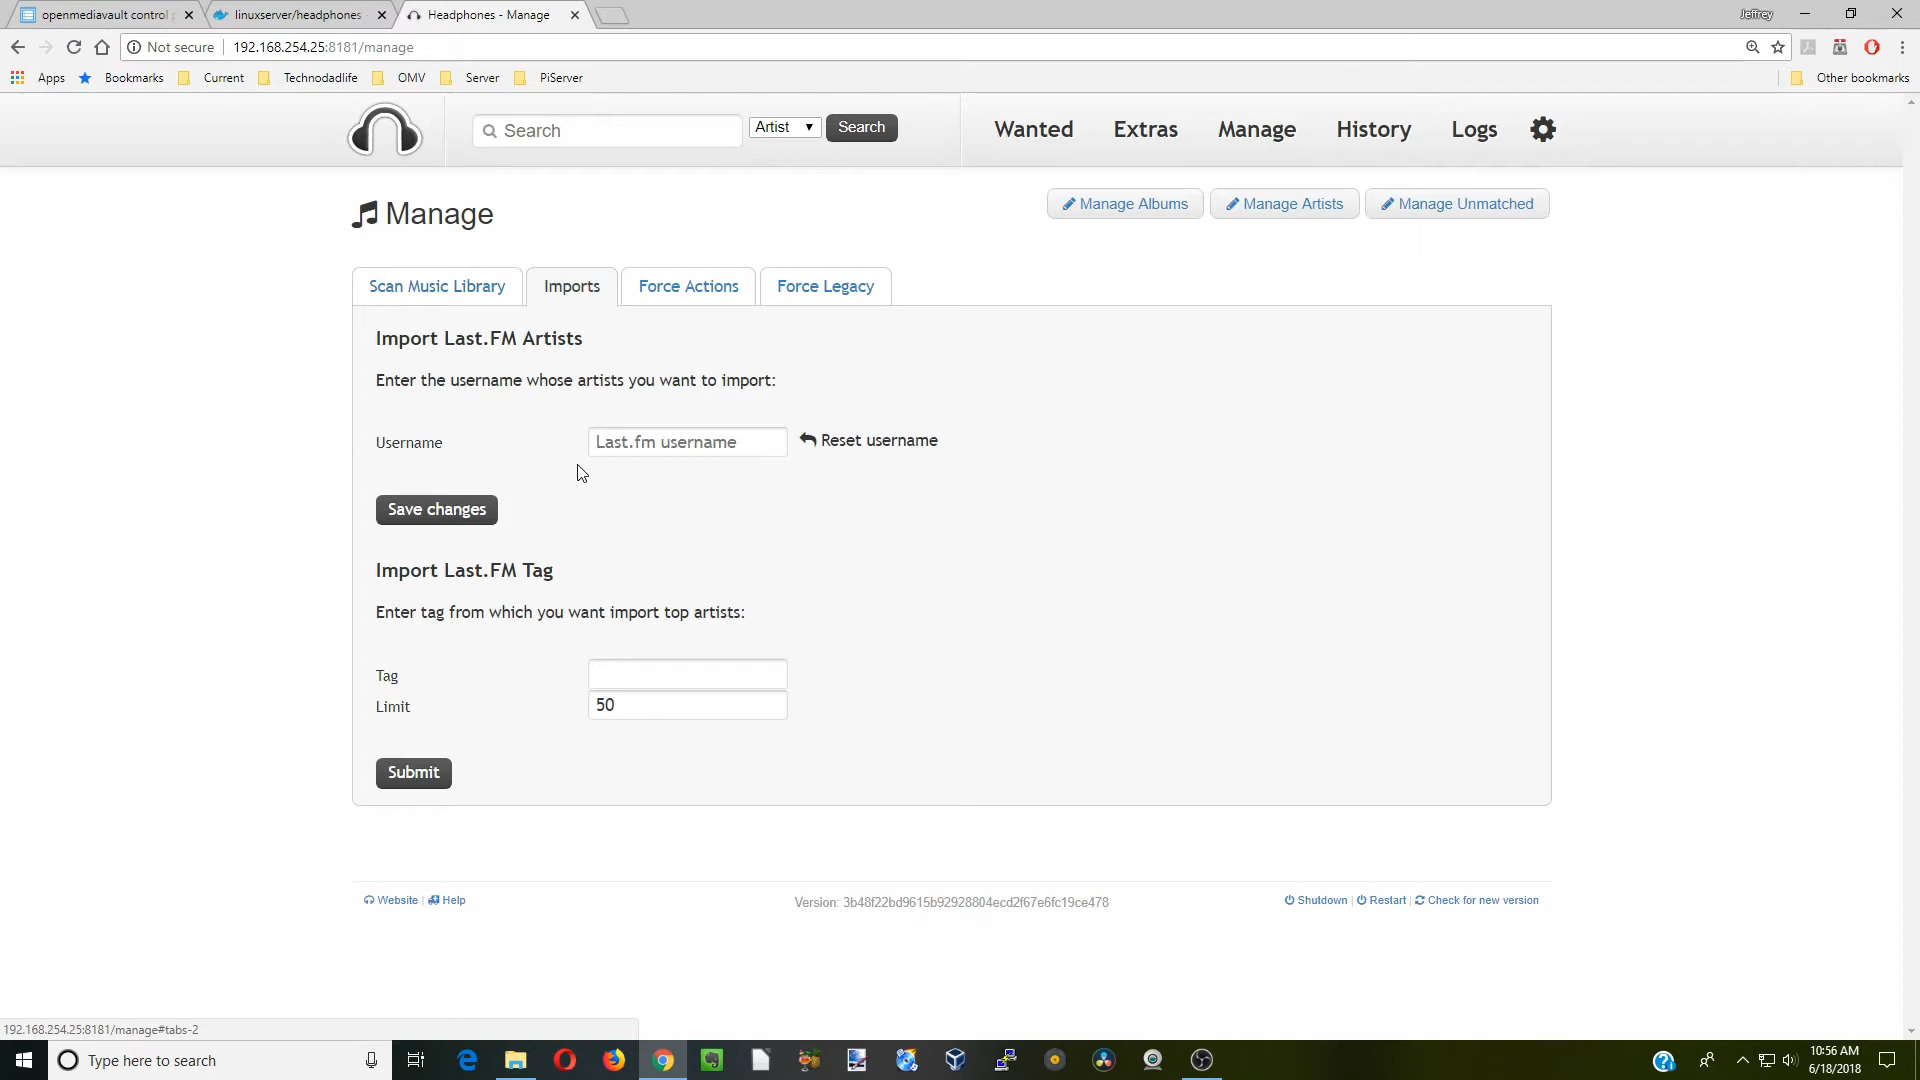 openmediavault control p
linuxserver/headphones -
Headphones - Manage
Jeffrey
Not secure
192.168.254.25:8181/manage
Apps
Bookmarks
Current
Technodadlife
OMV
Server
PiServer
Other bookmarks
Search
Artist
Search
Wanted
Extras
Manage
History
Logs
Manage
Manage Albums
Manage Artists
Manage Unmatched
Scan Music Library
Imports
Force Actions
Force Legacy
Import Last.FM Artists
Enter the username whose artists you want to import:
Username
Last.fm username
Reset username
Save changes
Import Last.FM Tag
Enter tag from which you want import top artists:
Tag
Limit
50
Submit
Website | Help
Version: 3b48f22bd9615b92928804ecd2f67e6fc19ce478
Shutdown | Restart | Check for new version
192.168.254.25:8181/manage#tabs-2
Type here to search
10:56 AM
6/18/2018